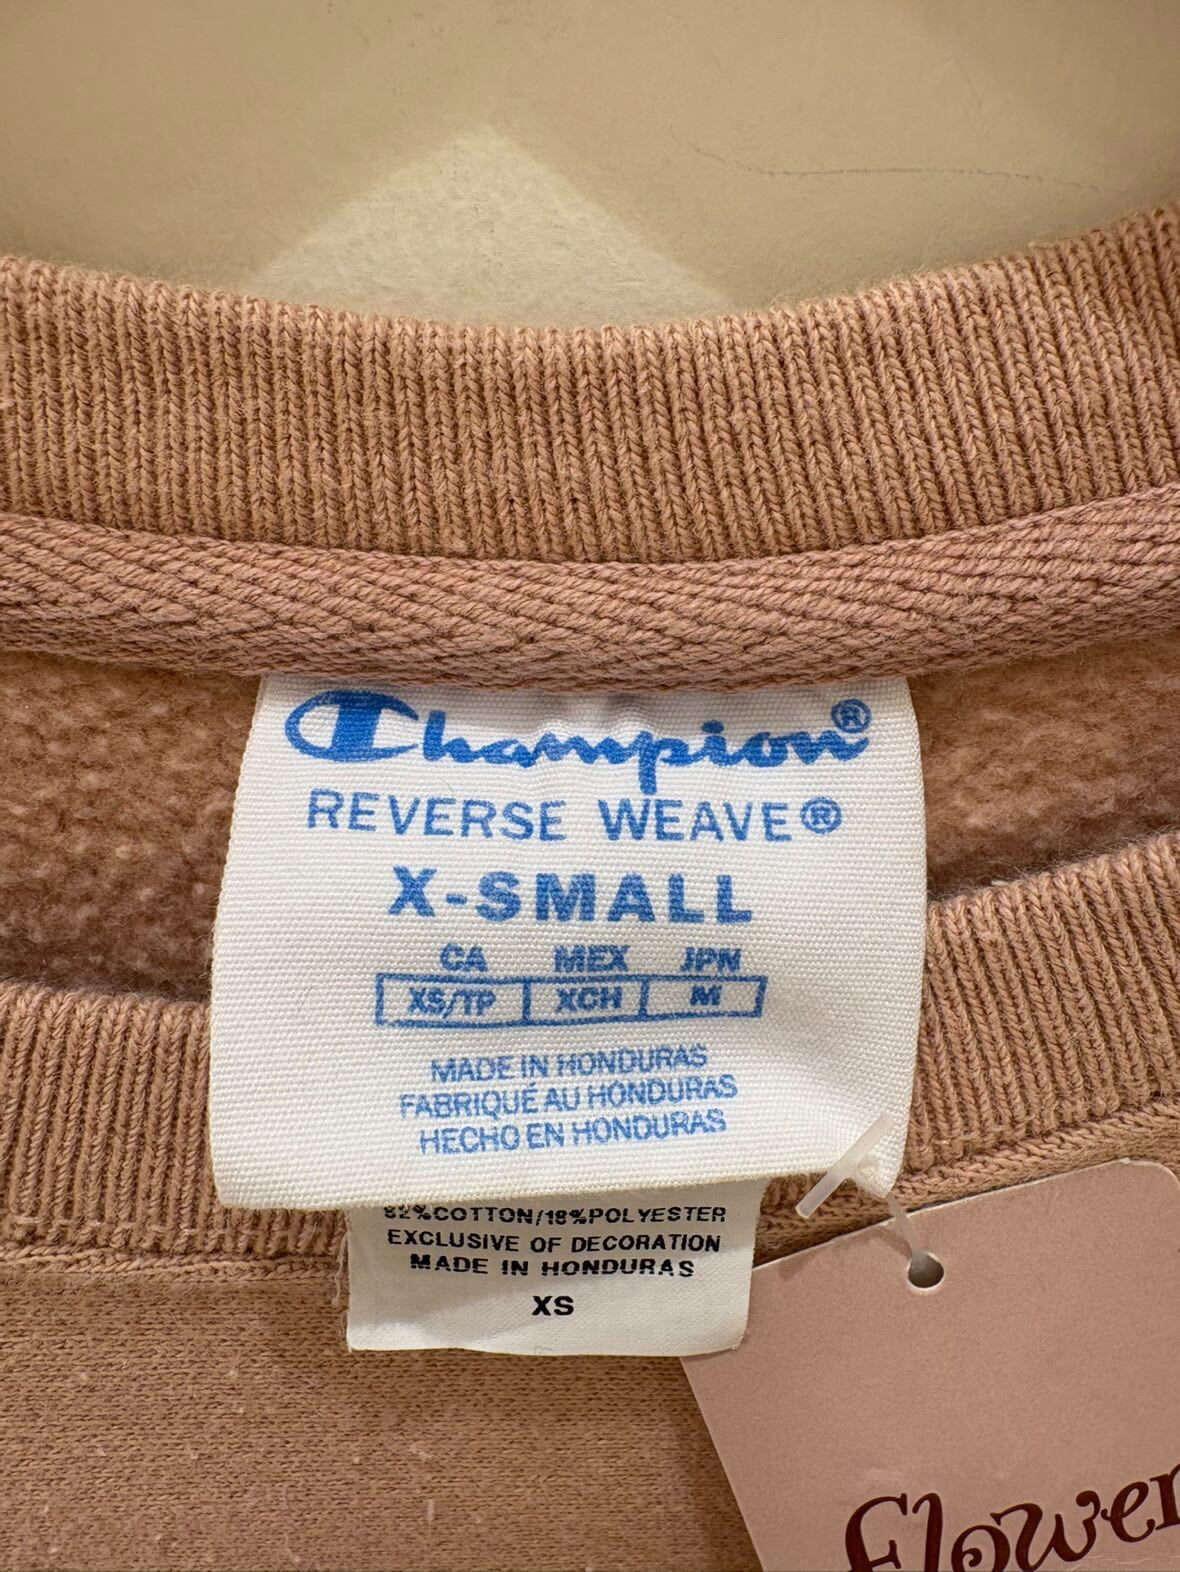 Champion®
REVERSE WEAVE®
X-SMALL
CA MEX JPN
XS/TP XCH M
MADE IN HONDURAS
FABRIQUÉ AU HONDURAS
HECHO EN HONDURAS
82%COTTON/18%POLYESTER
EXCLUSIVE OF DECORATION
MADE IN HONDURAS
XS
Flower